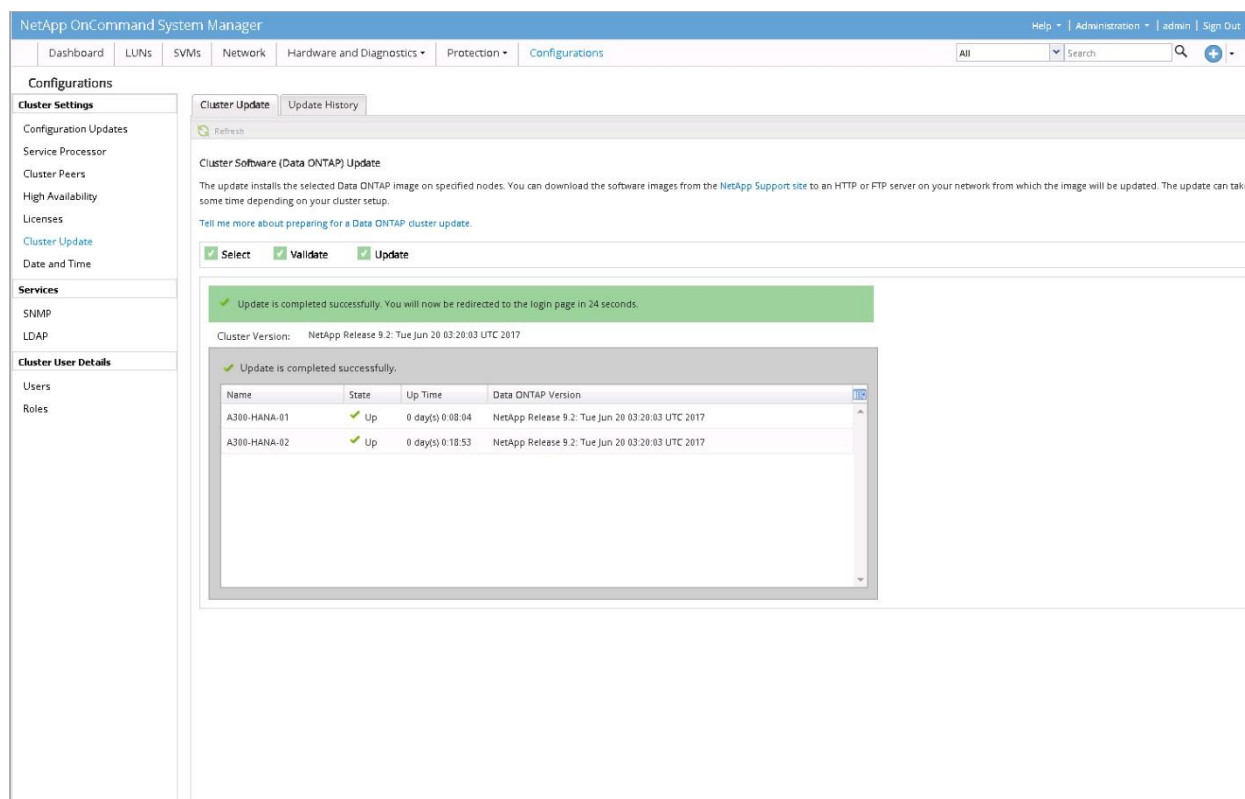 NetApp OnCommand System Manager
Help | Administration | admin | Sign Out
Dashboard LUNs SVMs Network Hardware and Diagnostics Protection Configurations All Search
Configurations
Cluster Settings
Configuration Updates
Service Processor
Cluster Peers
High Availability
Licenses
Cluster Update
Date and Time
Services
SNMP
LDAP
Cluster User Details
Users
Roles
Cluster Update Update History
Refresh
Cluster Software (Data ONTAP) Update
The update installs the selected Data ONTAP image on specified nodes. You can download the software images from the NetApp Support site to an HTTP or FTP server on your network from which the image will be updated. The update can tak
some time depending on your cluster setup.
Tell me more about preparing for a Data ONTAP cluster update.
Select Validate Update
Update is completed successfully. You will now be redirected to the login page in 24 seconds.
Cluster Version: NetApp Release 9.2: Tue Jun 20 03:20:03 UTC 2017
Update is completed successfully.
Name State Up Time Data ONTAP Version
A300-HANA-01 Up 0 day(s) 0:08:04 NetApp Release 9.2: Tue Jun 20 03:20:03 UTC 2017
A300-HANA-02 Up 0 day(s) 0:18:53 NetApp Release 9.2: Tue Jun 20 03:20:03 UTC 2017